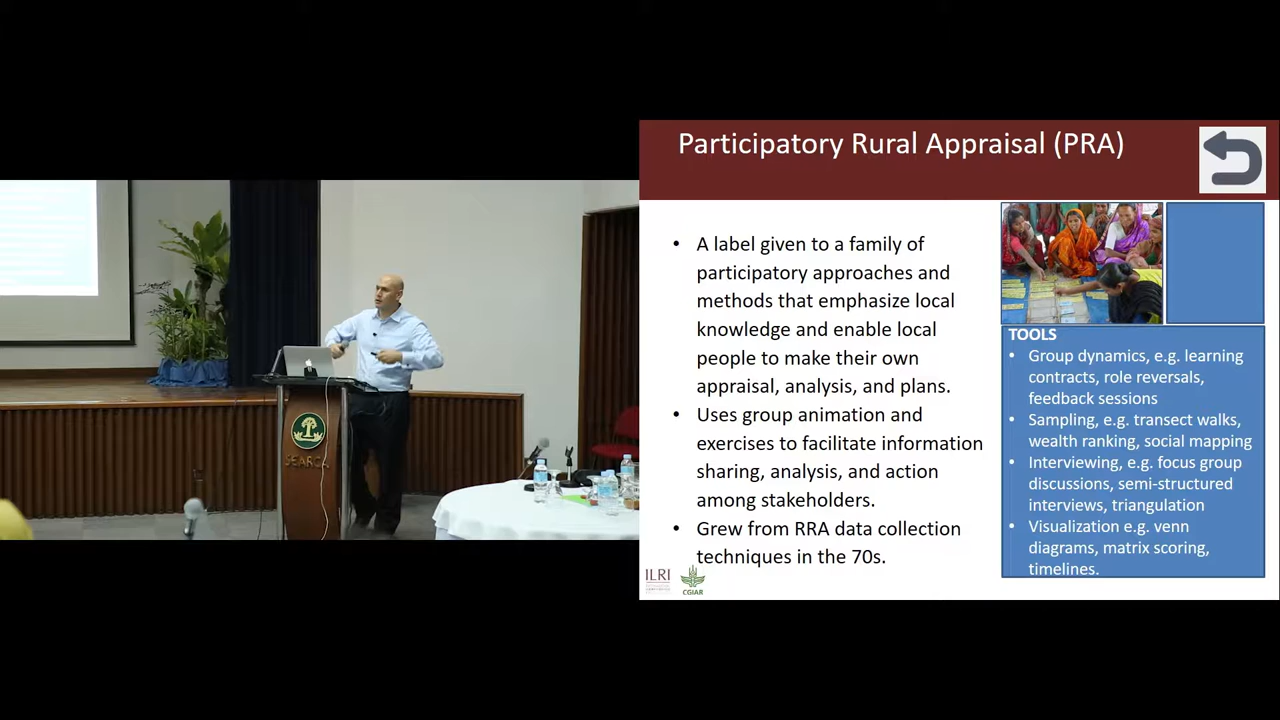 SEARCA
Participatory Rural Appraisal (PRA)
• A label given to a family of
participatory approaches and
methods that emphasize local
knowledge and enable local
people to make their own
appraisal, analysis, and plans.
• Uses group animation and
exercises to facilitate information
sharing, analysis, and action
among stakeholders.
• Grew from RRA data collection
techniques in the 70s.
TOOLS
• Group dynamics, e.g. learning
contracts, role reversals,
feedback sessions
• Sampling, e.g. transect walks,
wealth ranking, social mapping
• Interviewing, e.g. focus group
discussions, semi-structured
interviews, triangulation
• Visualization e.g. venn
diagrams, matrix scoring,
timelines.
ILRI
CGIAR